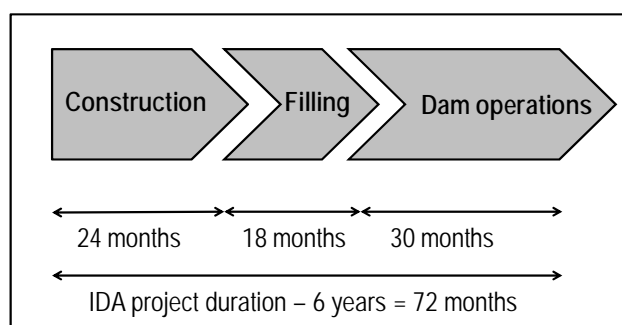 Construction Filling Dam operations
24 months 18 months 30 months
IDA project duration – 6 years = 72 months